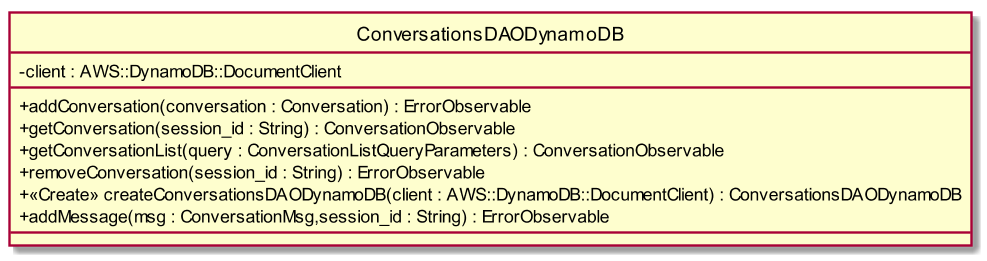 ConversationsDAODynamoDB
-client : AWS::DynamoDB::DocumentClient
+addConversation(conversation : Conversation) : ErrorObservable
+getConversation(session_id : String) : ConversationObservable
+getConversationList(query : ConversationListQueryParameters) : ConversationObservable
+removeConversation(session_id : String) : ErrorObservable
+«Create» createConversationsDAODynamoDB(client : AWS::DynamoDB::DocumentClient) : ConversationsDAODynamoDB
+addMessage(msg : ConversationMsg,session_id : String) : ErrorObservable